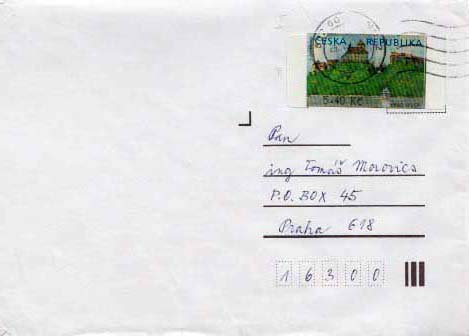 ČESKÁ REPUBLIKA
5.40 Kč
Pan
ing Tomáš Morovics
P.O. BOX 45
Praha 618
16300